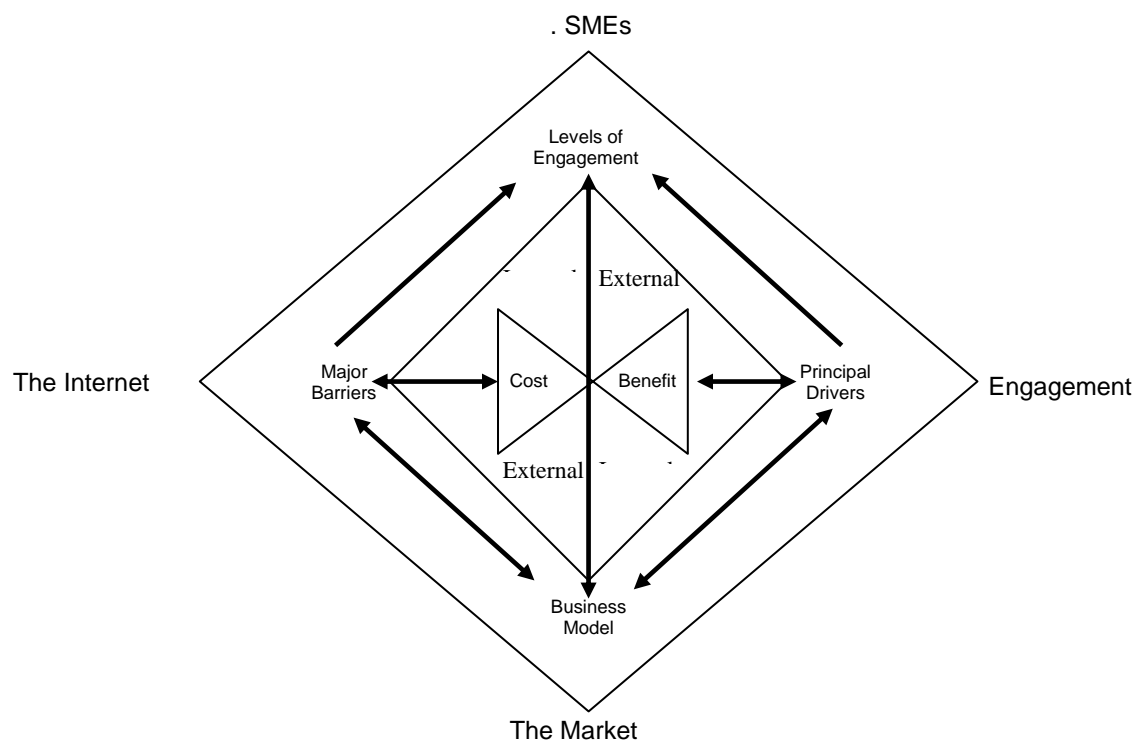 . SMEs
Levels of
Engagement
External
The Internet
Major
Barriers
Cost
Benefit
Principal
Drivers
Engagement
External
Business
Model
The Market